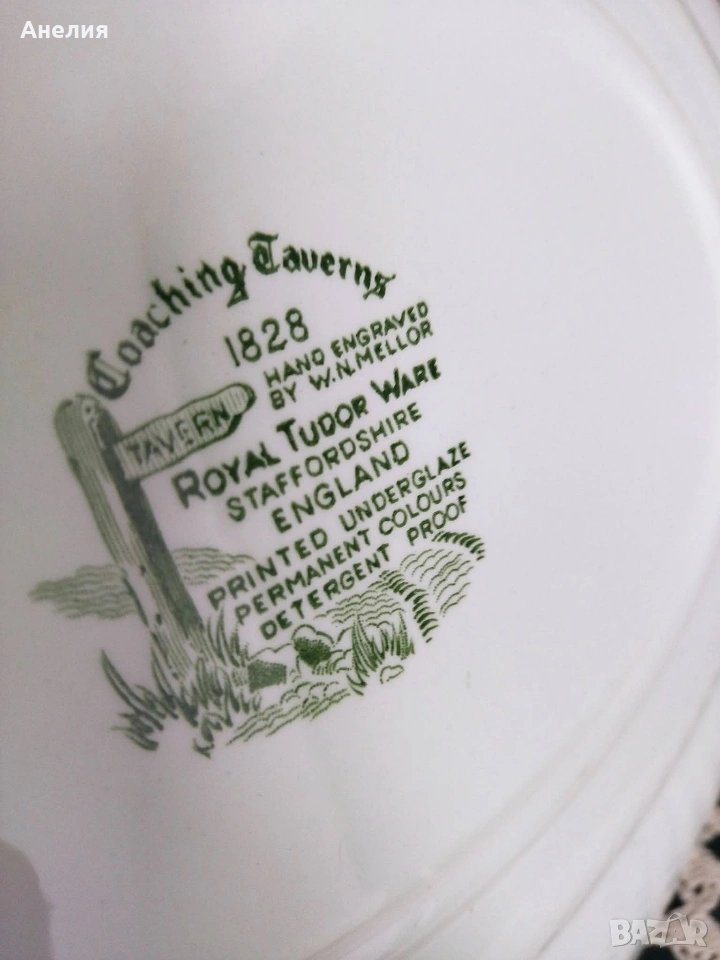 Анелия
Coaching Taverns
1828
HAND ENGRAVED
BY W.N.MELLOR
TAVERN
ROYAL TUDOR WARE
STAFFORDSHIRE
ENGLAND
PRINTED UNDERGLAZE
PERMANENT COLOURS
DETERGENT PROOF
BAZAR